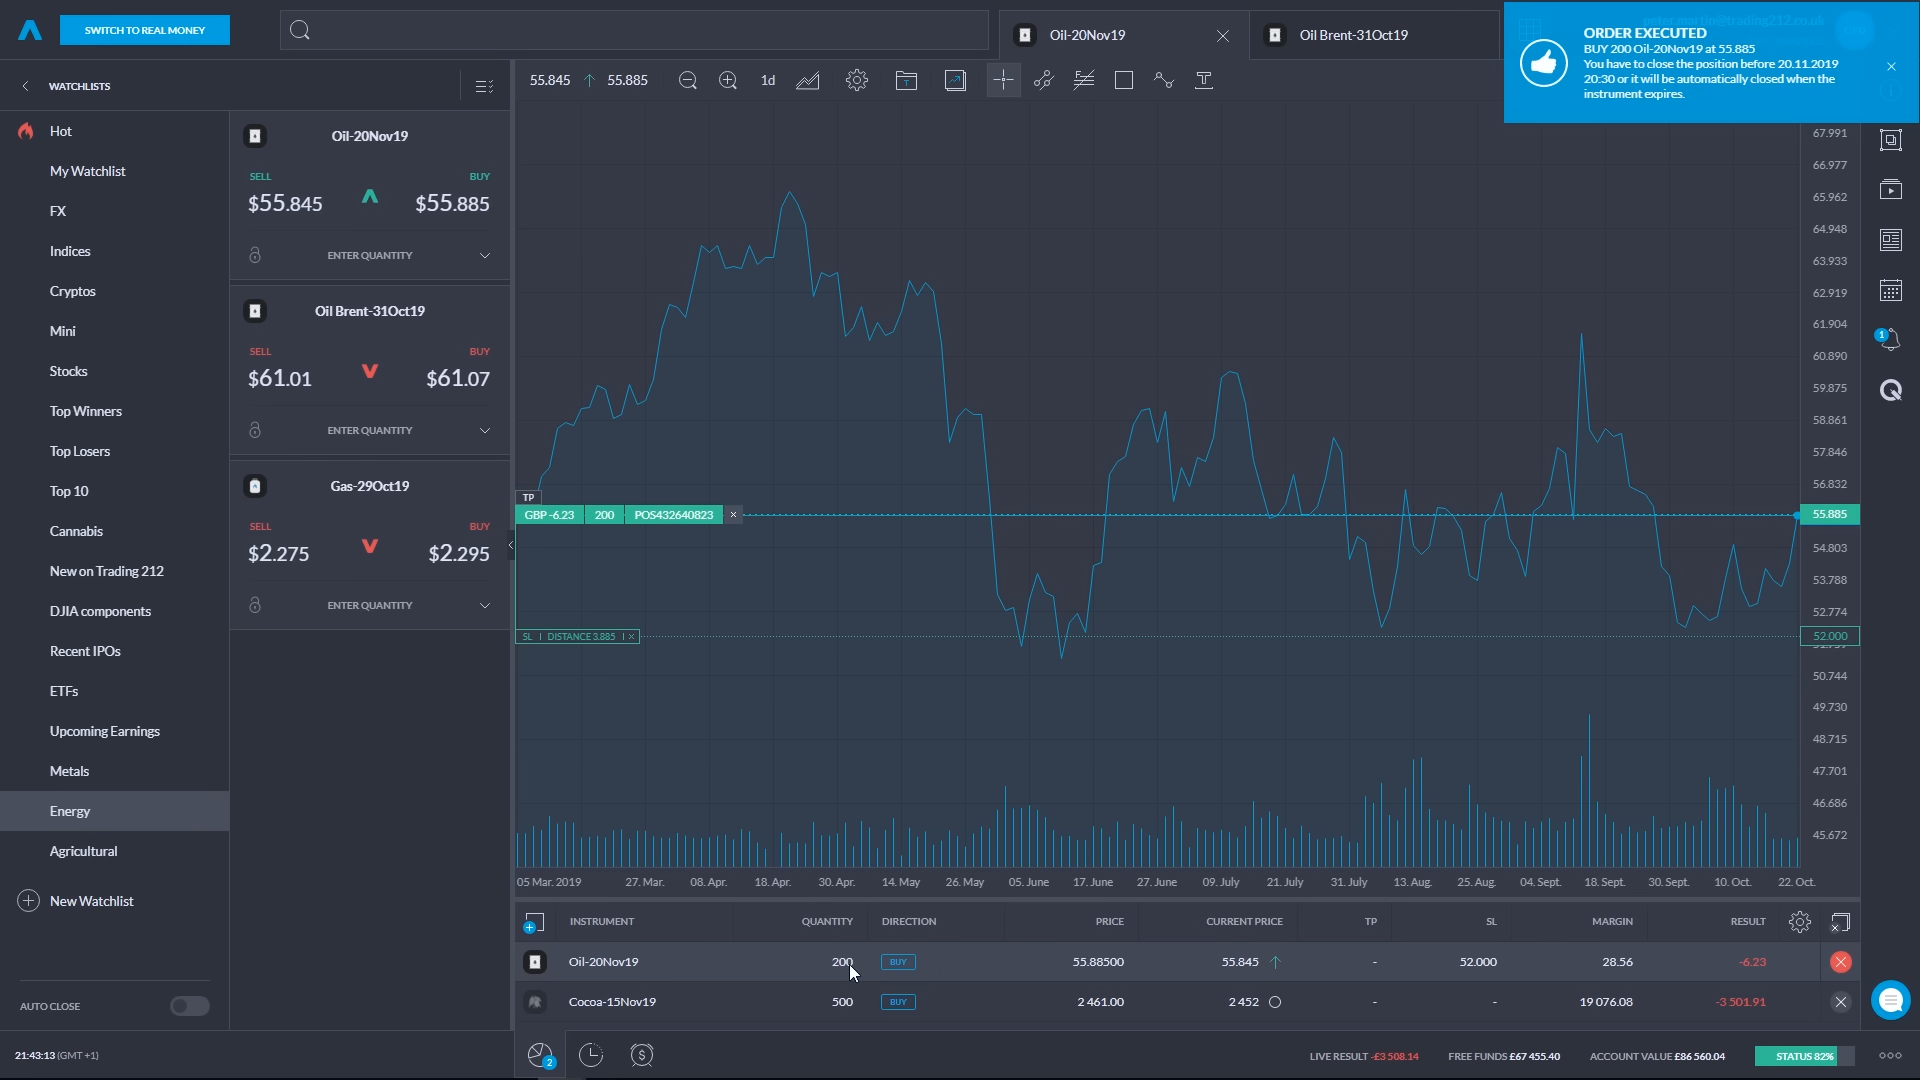 SWITCH TO REAL MONEY
Oil-20Nov19
Oil Brent-31Oct19
ORDER EXECUTED
BUY 200 Oil-20Nov19 at 55.885
You have to close the position before 20.11.2019
20:30 or it will be automatically closed when the
instrument expires.
WATCHLISTS
55.845 55.885 1d
Hot
My Watchlist
FX
Indices
Cryptos
Mini
Stocks
Top Winners
Top Losers
Top 10
Cannabis
New on Trading 212
DJIA components
Recent IPOs
ETFs
Upcoming Earnings
Metals
Energy
Agricultural
New Watchlist
AUTO CLOSE
21:43:13 (GMT +1)
Oil-20Nov19
SELL BUY
$55.845 $55.885
ENTER QUANTITY
Oil Brent-31Oct19
SELL BUY
$61.01 $61.07
ENTER QUANTITY
Gas-29Oct19
SELL BUY
$2.275 $2.295
ENTER QUANTITY
TP
GBP -6.23 200 POS432640823
SL | DISTANCE 3.885
67.991
66.977
65.962
64.948
63.933
62.919
61.904
60.890
59.875
58.861
57.846
56.832
55.885
54.803
53.788
52.774
52.000
50.744
49.730
48.715
47.701
46.686
45.672
1
05 Mar. 2019 27. Mar. 08. Apr. 18. Apr. 30. Apr. 14. May 26. May 05. June 17. June 27. June 09. July 21. July 31. July 13. Aug. 25. Aug. 04. Sept. 18. Sept. 30. Sept. 10. Oct. 22. Oct.
INSTRUMENT QUANTITY DIRECTION PRICE CURRENT PRICE TP SL MARGIN RESULT
Oil-20Nov19 200 BUY 55.88500 55.845 - 52.000 28.56 -6.23
Cocoa-15Nov19 500 BUY 2 461.00 2 452 - - 19 076.08 -3 501.91
2
LIVE RESULT -£3 508.14 FREE FUNDS £67 455.40 ACCOUNT VALUE £86 560.04 STATUS 82%